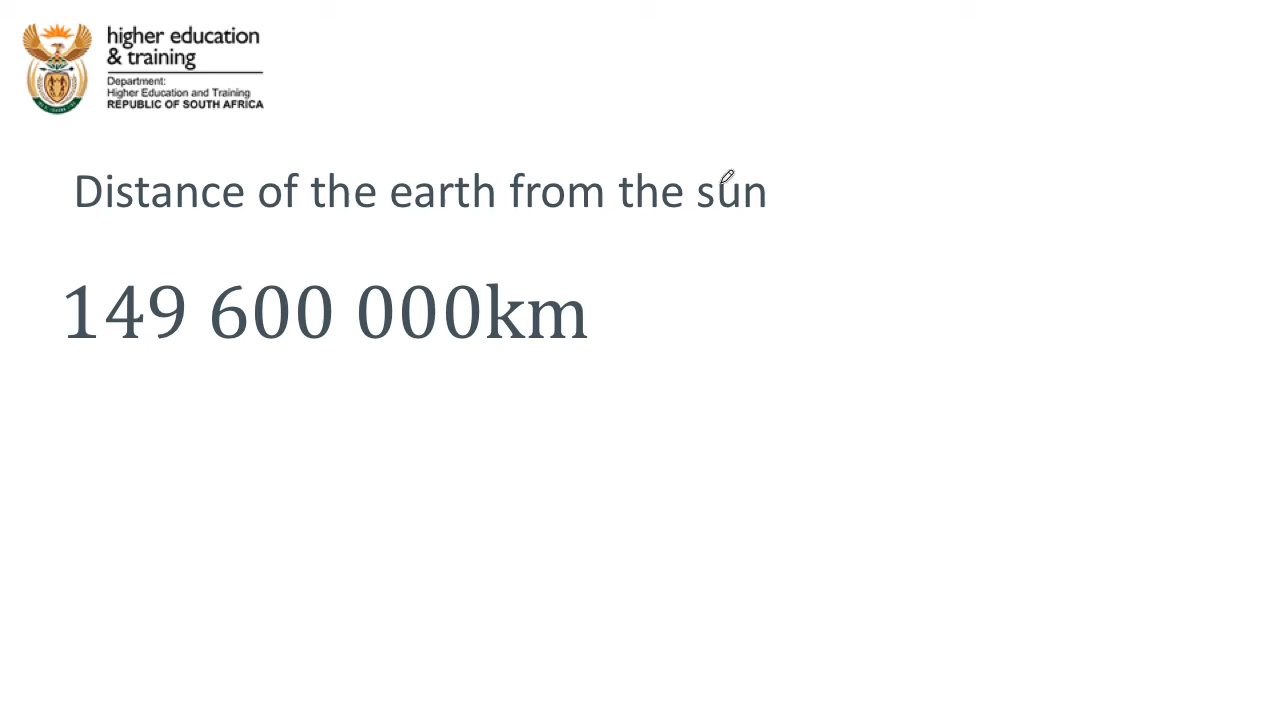 higher education
& training
Department:
Higher Education and Training
REPUBLIC OF SOUTH AFRICA
Distance of the earth from the sun
149 600 000km